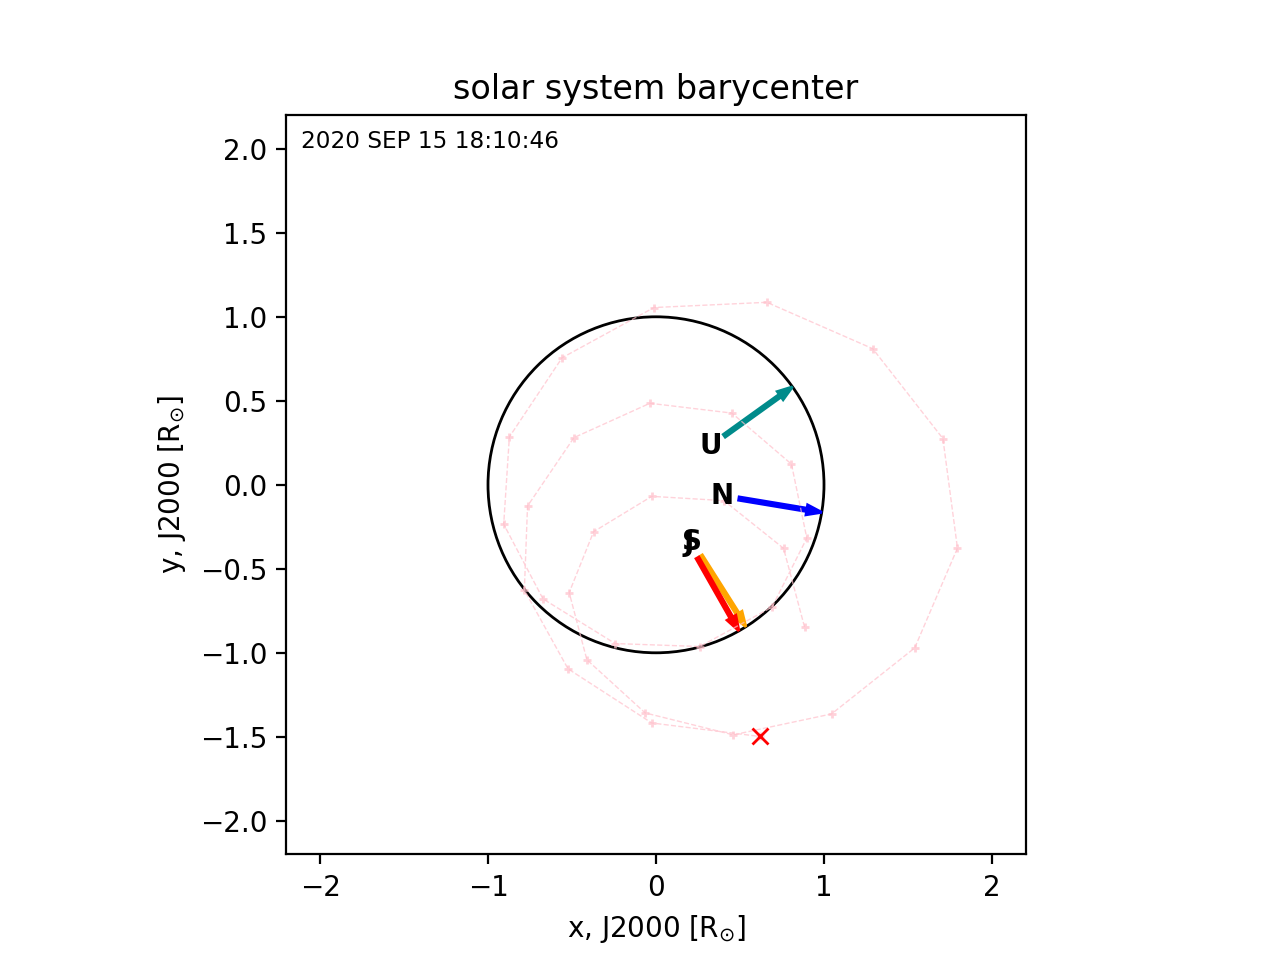 solar system barycenter
2020 SEP 15 18:10:46
2.0
1.5
1.0
0.5
0.0
−0.5
−1.0
−1.5
−2.0
y, J2000 [R☉]
U
N
J S
−2 −1 0 1 2
x, J2000 [R☉]